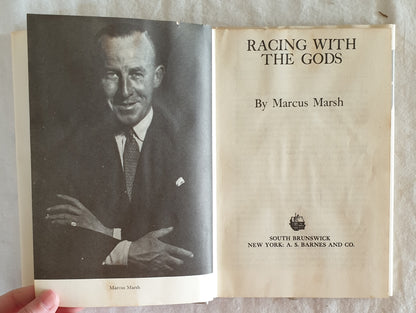 Marcus Marsh
RACING WITH
THE GODS
By Marcus Marsh
SOUTH BRUNSWICK
NEW YORK: A. S. BARNES AND CO.